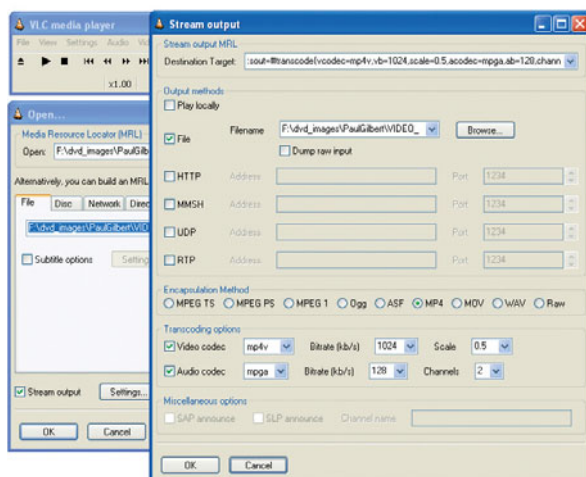 VLC media player
File View Settings Audio
x1.00
Open...
Media Resource Locator (MRL)
Open: F:\dvd_images\PaulGilb
Alternatively, you can build an MRL
File Disc Network Direc
F:\dvd_images\PaulGilbert\VID
Subtitle options Setting
Stream output Settings...
OK Cancel
Stream output
Stream output MRL
Destination Target: :sout=#transcode{vcodec=mp4v,vb=1024,scale=0.5,acodec=mpga,ab=128,chann
Output methods
Play locally
File Filename F:\dvd_images\PaulGilbert\VIDEO_ Browse...
Dump raw input
HTTP Address Port 1234
MMSH Address Port 1234
UDP Address Port 1234
RTP Address Port 1234
Encapsulation Method
MPEG TS MPEG PS MPEG 1 Ogg ASF MP4 MOV WAV Raw
Transcoding options
Video codec mp4v Bitrate (kb/s) 1024 Scale 0.5
Audio codec mpga Bitrate (kb/s) 128 Channels 2
Miscellaneous options
SAP announce SLP announce Channel name
OK Cancel